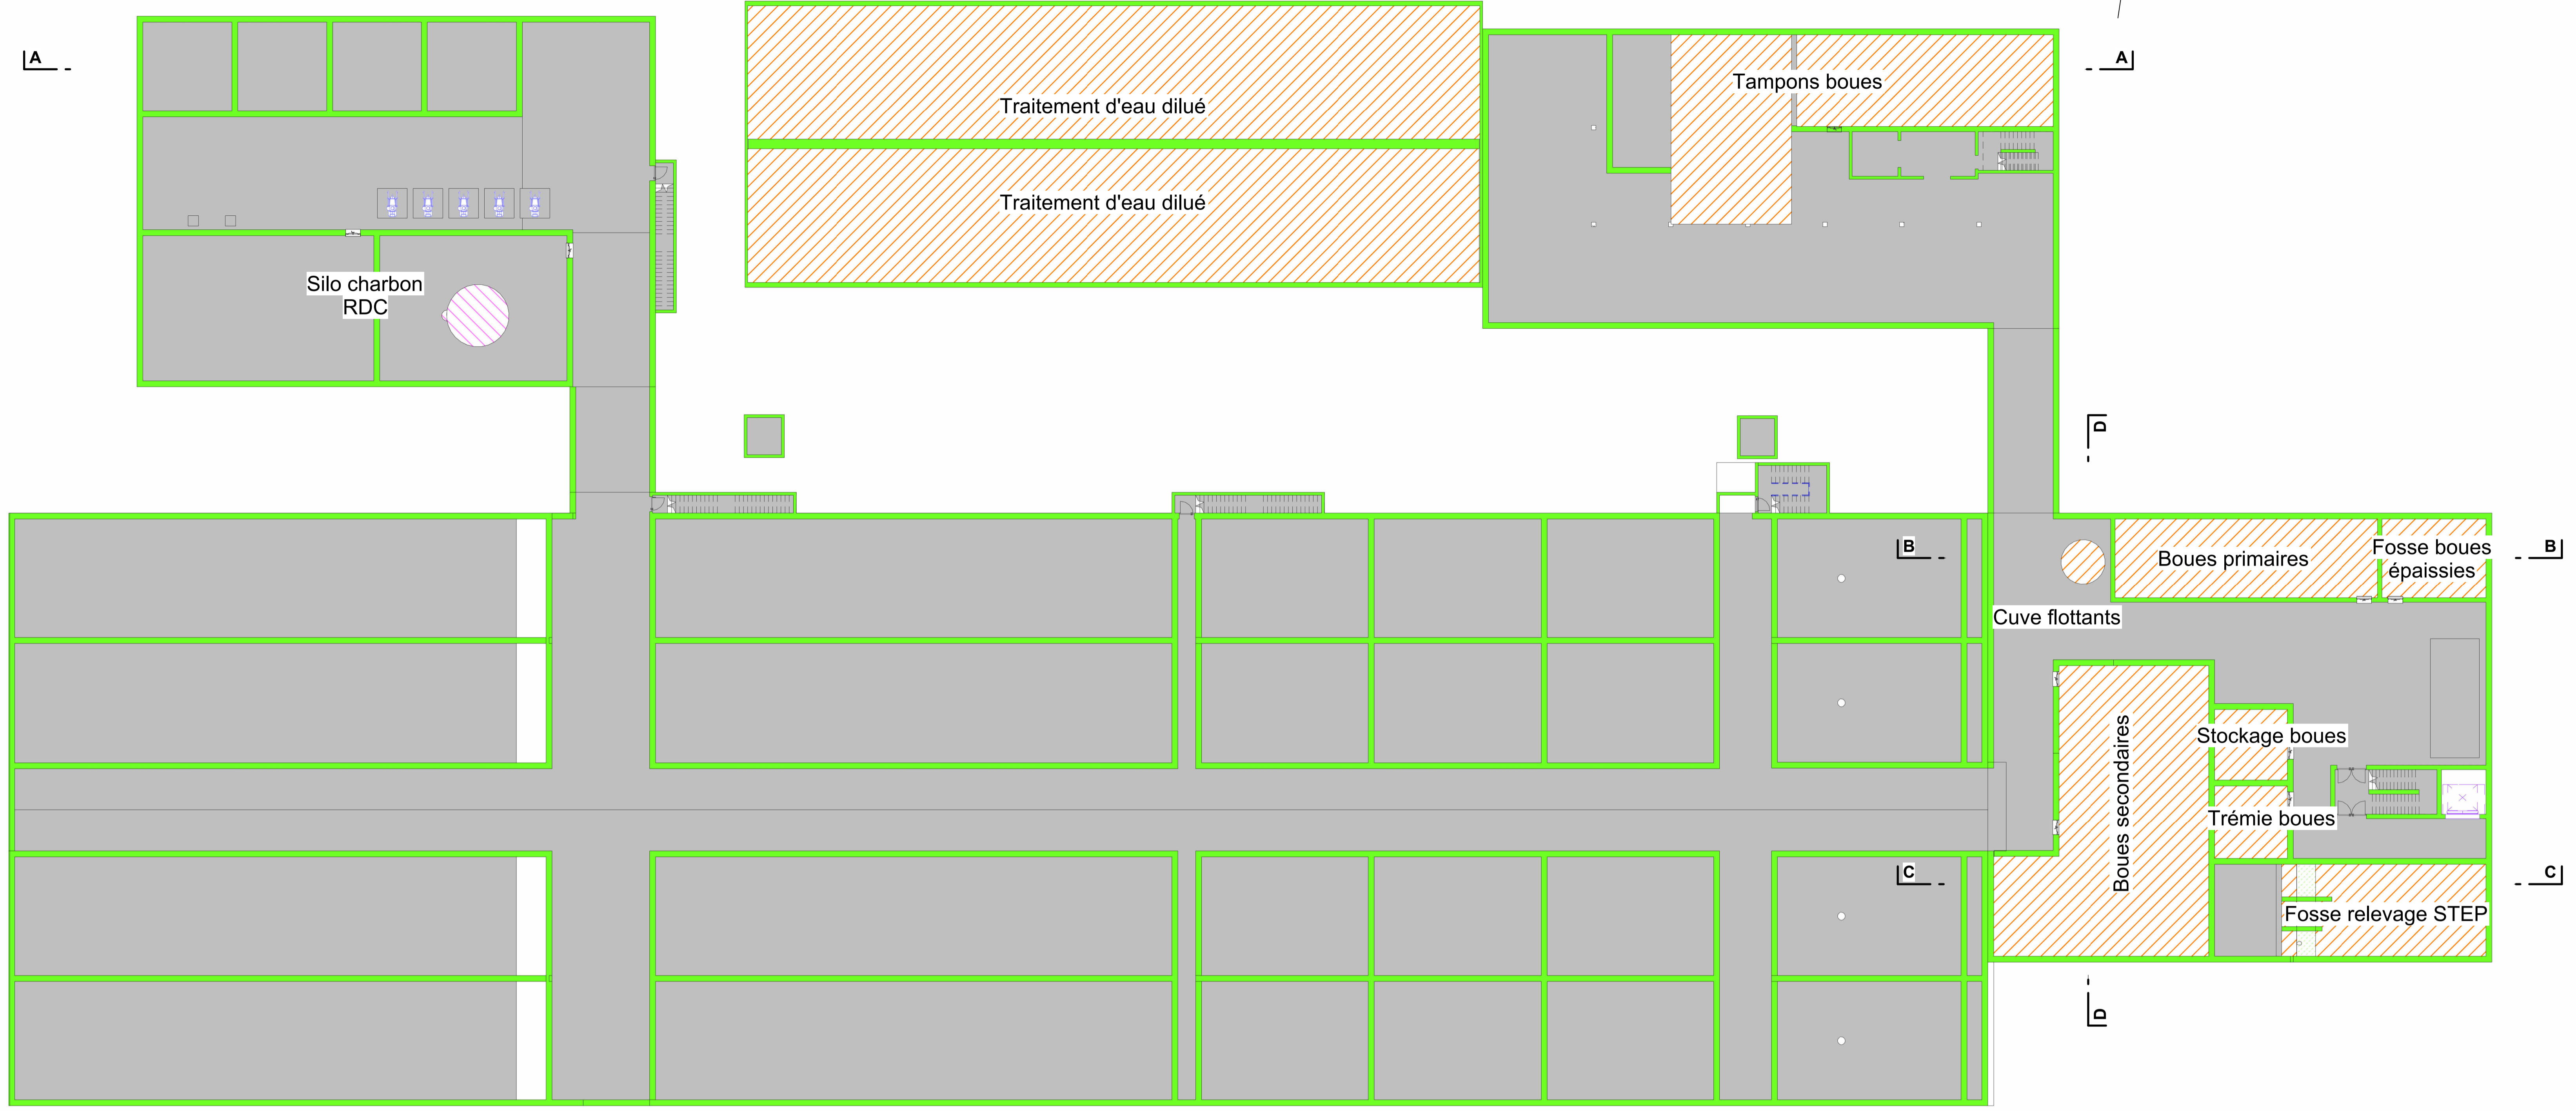 A
A
Tampons boues
Traitement d'eau dilué
Traitement d'eau dilué
Silo charbon
RDC
D
B
B
Boues primaires
Fosse boues
épaissies
Cuve flottants
Boues secondaires
Stockage boues
Trémie boues
C
C
Fosse relevage STEP
D